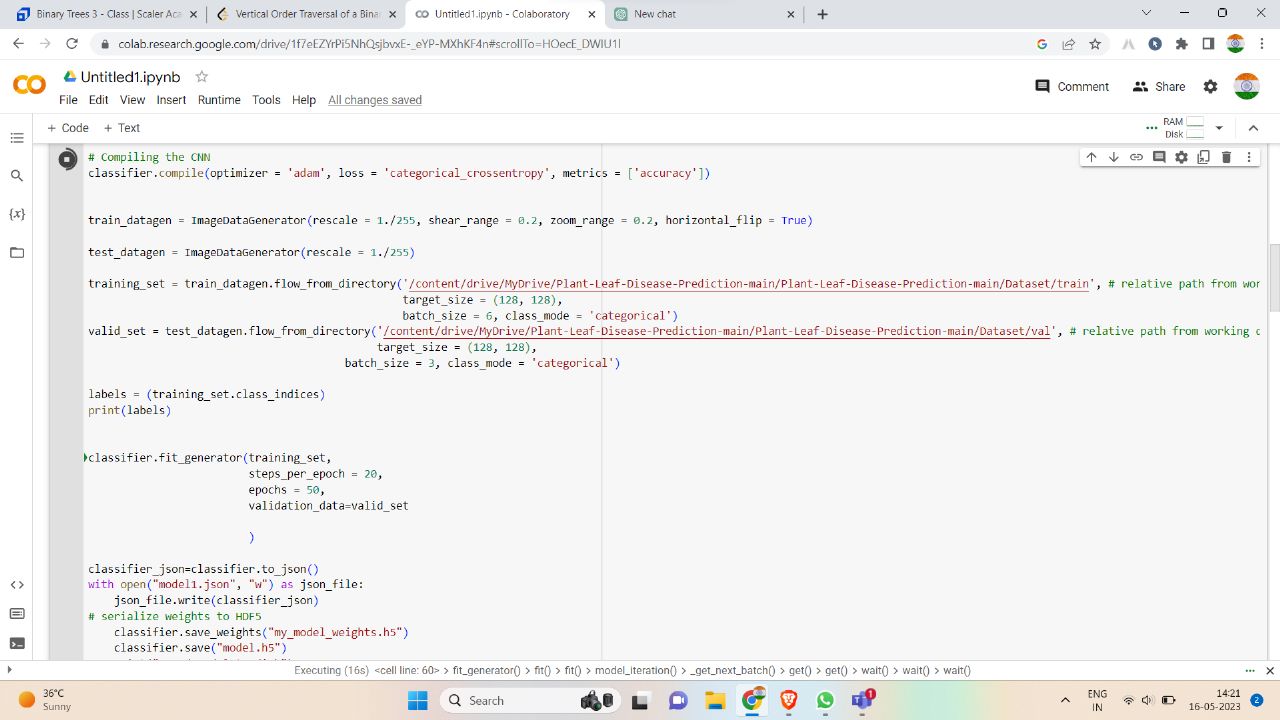 Binary Trees 3 - Class | Scaler Aca
Vertical Order Traversal of a Bina
Untitled1.ipynb - Colaboratory
New chat
colab.research.google.com/drive/1f7eEZYrPi5NhQsjbvxE-_eYP-MXhKF4n#scrollTo=HOecE_DWIU1l
Untitled1.ipynb
File Edit View Insert Runtime Tools Help All changes saved
Comment Share
+ Code + Text
RAM
Disk
# Compiling the CNN
classifier.compile(optimizer = 'adam', loss = 'categorical_crossentropy', metrics = ['accuracy'])
train_datagen = ImageDataGenerator(rescale = 1./255, shear_range = 0.2, zoom_range = 0.2, horizontal_flip = True)
test_datagen = ImageDataGenerator(rescale = 1./255)
training_set = train_datagen.flow_from_directory('/content/drive/MyDrive/Plant-Leaf-Disease-Prediction-main/Plant-Leaf-Disease-Prediction-main/Dataset/train', # relative path from wor
target_size = (128, 128),
batch_size = 6, class_mode = 'categorical')
valid_set = test_datagen.flow_from_directory('/content/drive/MyDrive/Plant-Leaf-Disease-Prediction-main/Plant-Leaf-Disease-Prediction-main/Dataset/val', # relative path from working d
target_size = (128, 128),
batch_size = 3, class_mode = 'categorical')
labels = (training_set.class_indices)
print(labels)
classifier.fit_generator(training_set,
steps_per_epoch = 20,
epochs = 50,
validation_data=valid_set
)
classifier_json=classifier.to_json()
with open("model1.json", "w") as json_file:
json_file.write(classifier_json)
# serialize weights to HDF5
classifier.save_weights("my_model_weights.h5")
classifier.save("model.h5")
Executing (16s) <cell line: 60> > fit_generator() > fit() > fit() > model_iteration() > _get_next_batch() > get() > get() > wait() > wait() > wait()
36°C
Sunny
Search
1
ENG
IN
14:21
16-05-2023
2